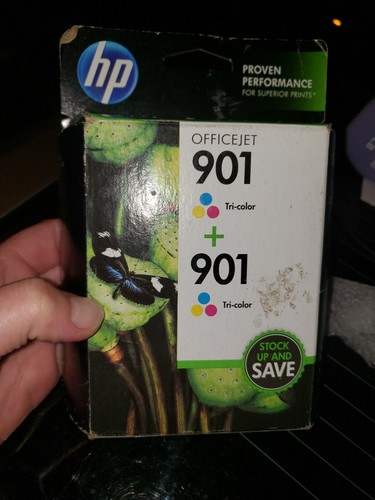 hp
PROVEN
PERFORMANCE
FOR SUPERIOR PRINTS*
OFFICEJET
901
Tri-color
+
901
Tri-color
STOCK
UP AND
SAVE